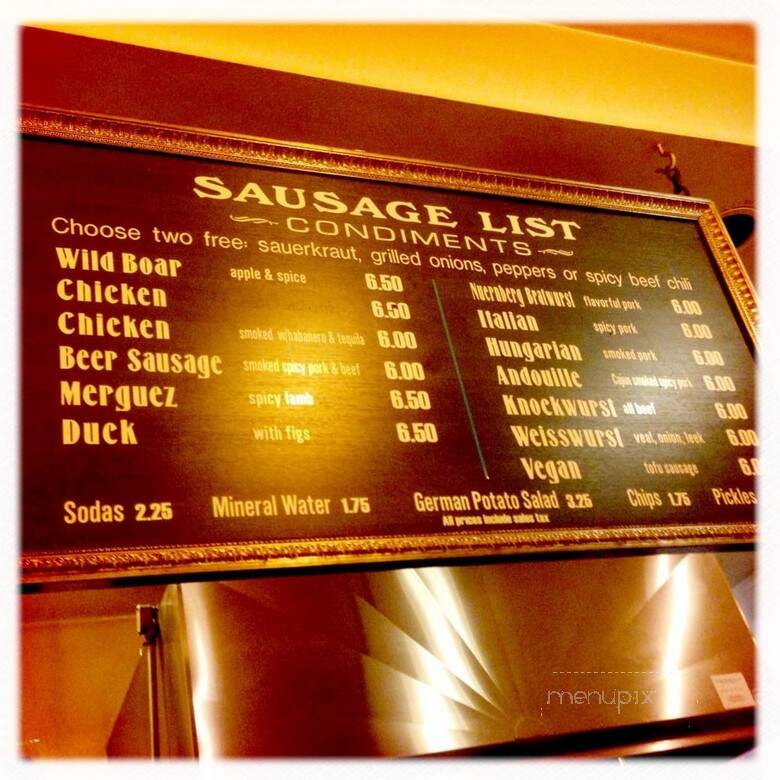 SAUSAGE LIST
CONDIMENTS
Choose two free: sauerkraut, grilled onions, peppers or spicy beef chili
Wild Boar apple & spice 6.50
Chicken 6.50
Chicken smoked w/habanero & tequila 6.00
Beer Sausage smoked spicy pork & beef 6.00
Merguez spicy lamb 6.50
Duck with figs 6.50
Nuernberg Bratwurst flavorful pork 6.00
Italian spicy pork 6.00
Hungarian smoked pork 6.00
Andouille Cajun smoked spicy pork 6.00
Knockwurst all beef 6.00
Weisswurst veal, onion, leek 6.00
Vegan tofu sausage 6.0
Sodas 2.25 Mineral Water 1.75 German Potato Salad 3.25 Chips 1.75 Pickles
All prices include sales tax
menupix